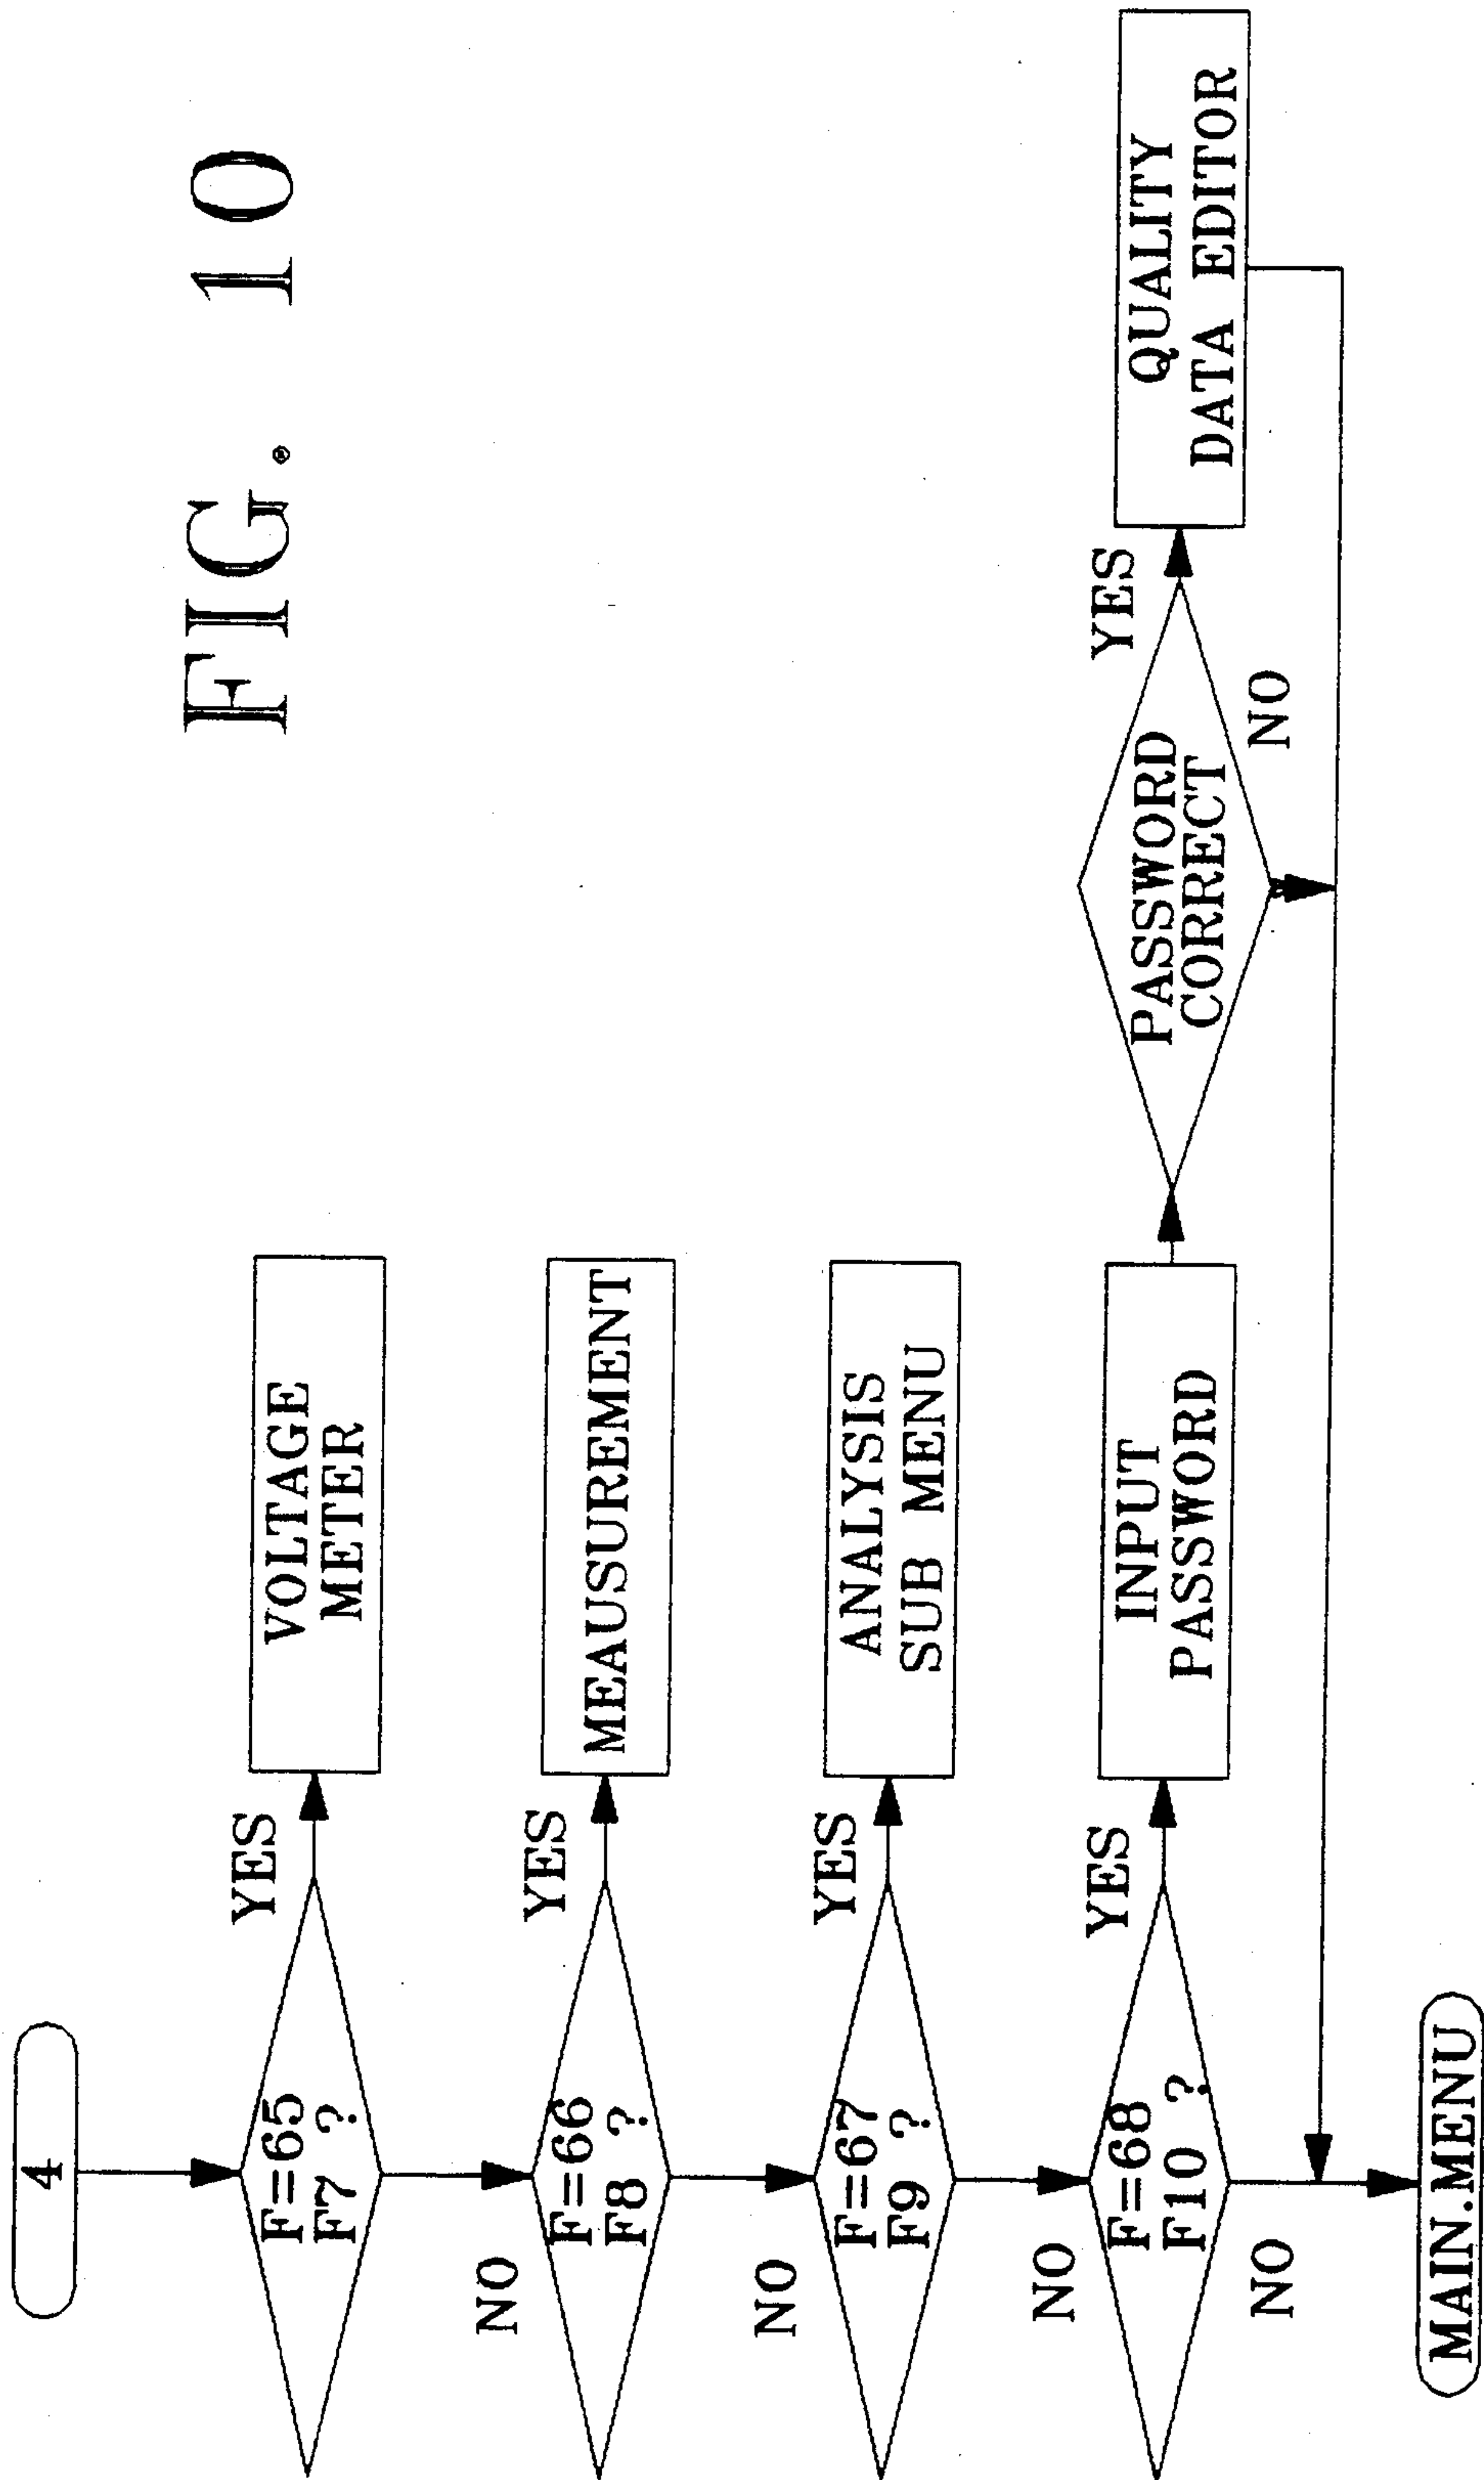 FIG. 10
4
F=65
F7 ?
YES
VOLTAGE
METER
NO
F=66
F8 ?
YES
MEAUSUREMENT
NO
F=67
F9 ?
YES
ANALYSIS
SUB MENU
NO
F=68
F10 ?
YES
INPUT
PASSWORD
PASSWORD
CORRECT
YES
QUALITY
DATA EDITOR
NO
NO
MAIN.MENU